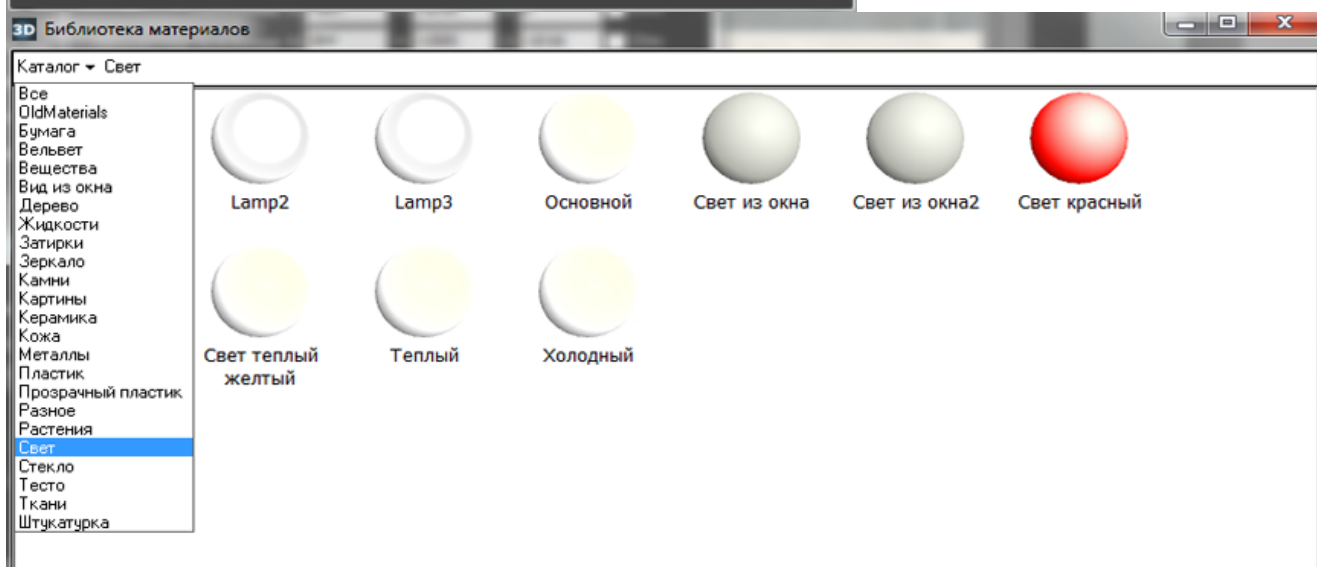 3D Библиотека материалов
Каталог Свет
Все
OldMaterials
Бумага
Вельвет
Вещества
Вид из окна
Дерево
Жидкости
Затирки
Зеркало
Камни
Картины
Керамика
Кожа
Металлы
Пластик
Прозрачный пластик
Разное
Растения
Свет
Стекло
Тесто
Ткани
Штукатурка
Lamp2 Lamp3 Основной Свет из окна Свет из окна2 Свет красный
Свет теплый Теплый Холодный
желтый